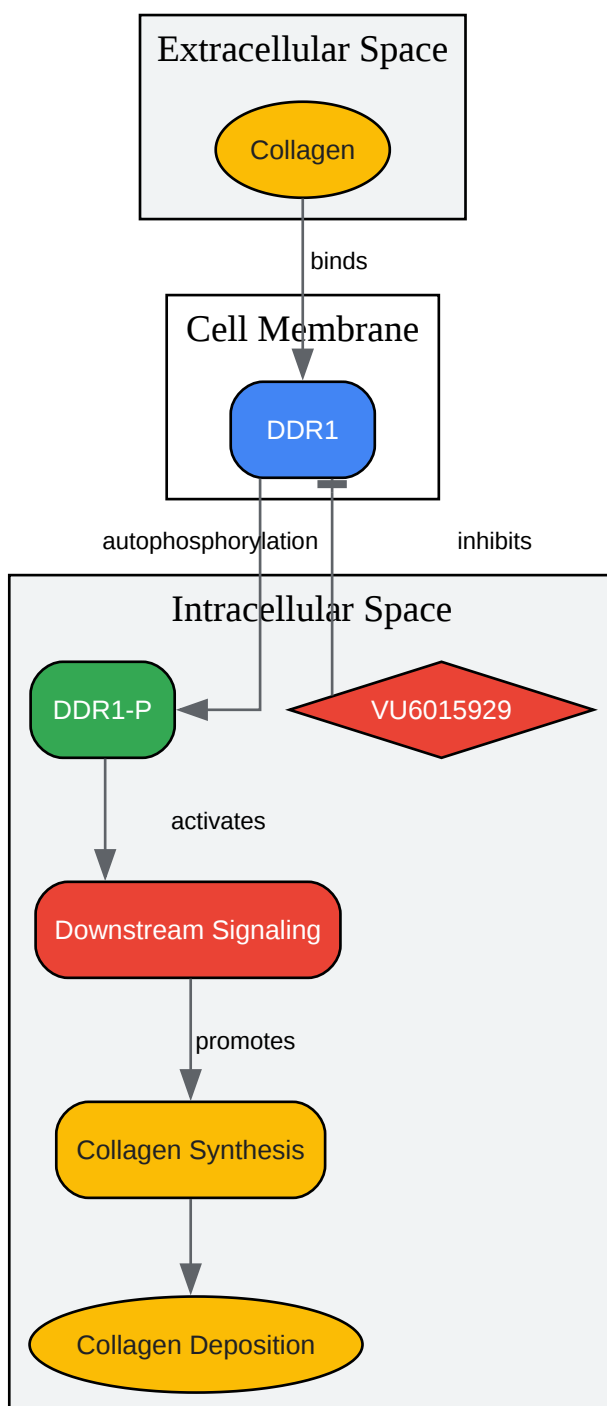 Extracellular Space
Collagen
binds
Cell Membrane
DDR1
autophosphorylation
inhibits
Intracellular Space
DDR1-P
VU6015929
activates
Downstream Signaling
promotes
Collagen Synthesis
Collagen Deposition